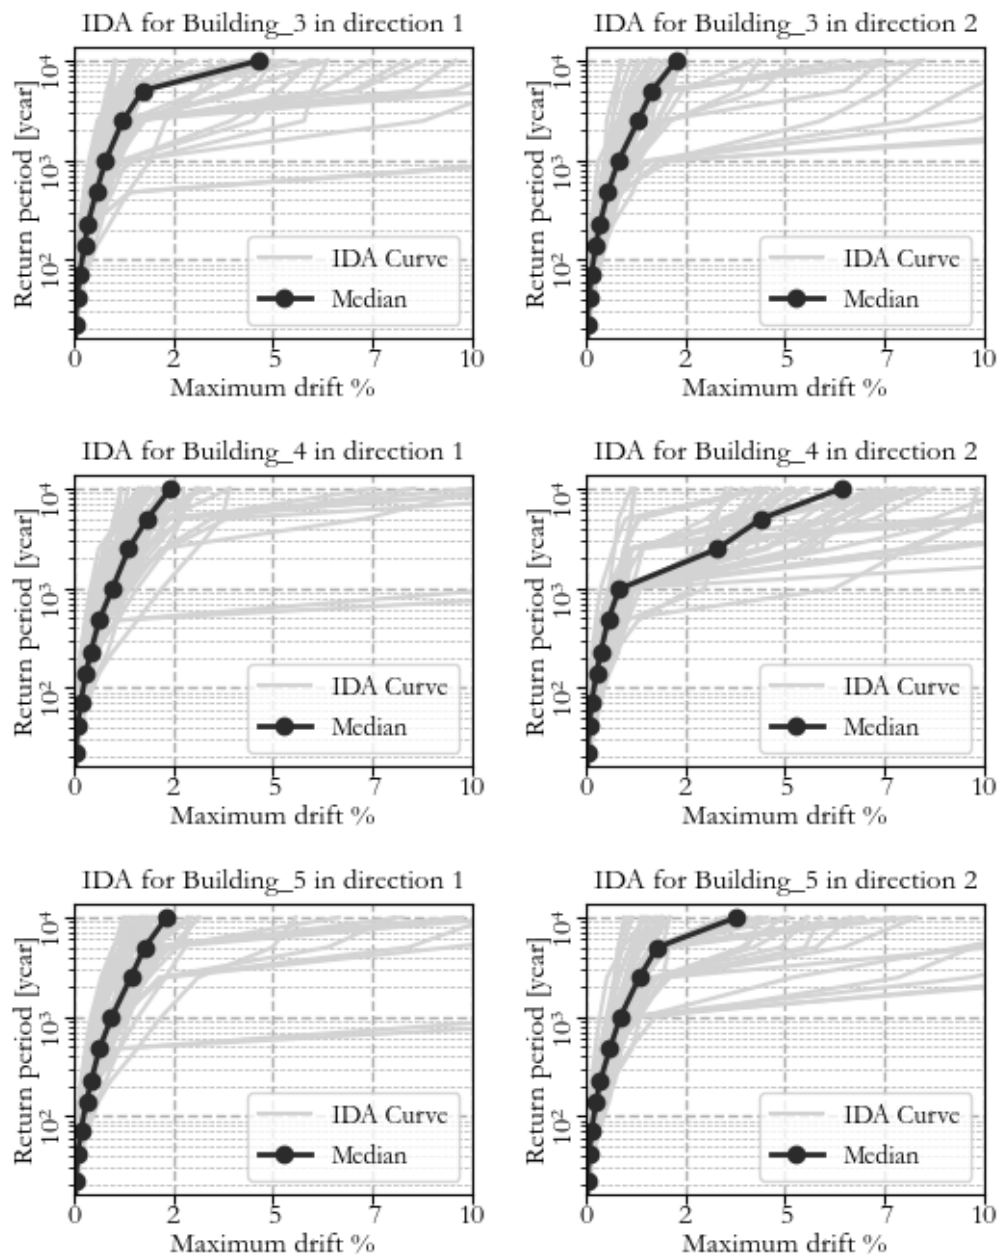 IDA for Building_3 in direction 1
Return period [year]
10⁴
10³
10²
IDA Curve
Median
0 2 5 7 10
Maximum drift %
IDA for Building_3 in direction 2
Return period [year]
10⁴
10³
10²
IDA Curve
Median
0 2 5 7 10
Maximum drift %
IDA for Building_4 in direction 1
Return period [year]
10⁴
10³
10²
IDA Curve
Median
0 2 5 7 10
Maximum drift %
IDA for Building_4 in direction 2
Return period [year]
10⁴
10³
10²
IDA Curve
Median
0 2 5 7 10
Maximum drift %
IDA for Building_5 in direction 1
Return period [year]
10⁴
10³
10²
IDA Curve
Median
0 2 5 7 10
Maximum drift %
IDA for Building_5 in direction 2
Return period [year]
10⁴
10³
10²
IDA Curve
Median
0 2 5 7 10
Maximum drift %